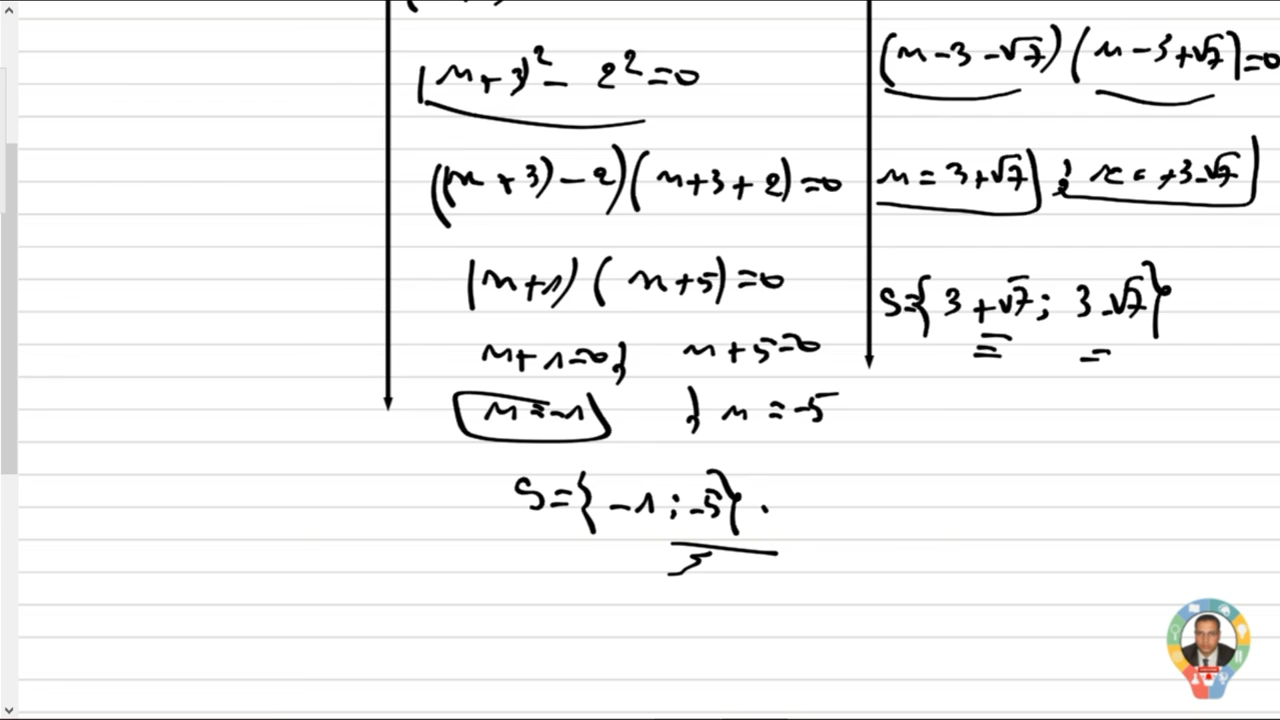 (x+3)² − 2² = 0
((x+3)−2)(x+3+2)=0
(x+1)(x+5)=0
x+1=0 ; x+5=0
x=−1 ; x=−5
S={−1 ; −5}.
(x−3−√7)(x−3+√7)=0
x=3+√7 ; x=+3−√7
S={3+√7 ; 3−√7}